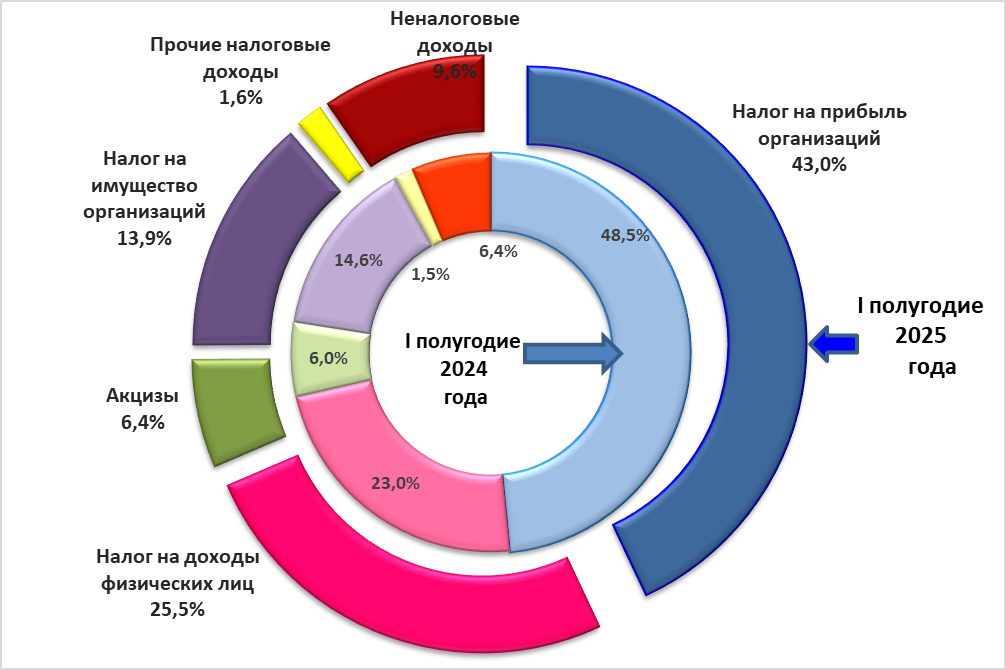 Неналоговые
доходы
9,6%
Прочие налоговые
доходы
1,6%
Налог на прибыль
организаций
43,0%
Налог на
имущество
организаций
13,9%
48,5%
6,4%
1,5%
14,6%
6,0%
23,0%
I полугодие
2024
года
I полугодие
2025
года
Акцизы
6,4%
Налог на доходы
физических лиц
25,5%